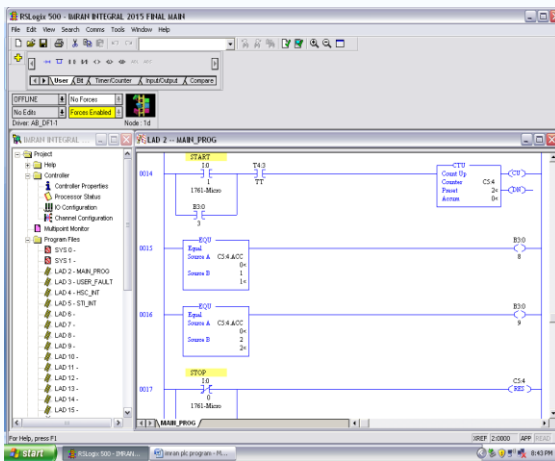 RSLogix 500 - IMRAN INTEGRAL 2015 FINAL MAIN
File Edit View Search Comms Tools Window Help
User Bit Timer/Counter Input/Output Compare
OFFLINE No Forces
No Edits Forces Enabled
Driver: AB_DF1-1 Node: 1d
IMRAN INTEGRAL ...
LAD 2 -- MAIN_PROG
Project
Help
Controller
Controller Properties
Processor Status
IO Configuration
Channel Configuration
Multipoint Monitor
Program Files
SYS 0 -
SYS 1 -
LAD 2 - MAIN_PROG
LAD 3 - USER_FAULT
LAD 4 - HSC_INT
LAD 5 - STI_INT
LAD 6 -
LAD 7 -
LAD 8 -
LAD 9 -
LAD 10 -
LAD 11 -
LAD 12 -
LAD 13 -
LAD 14 -
LAD 15 -
0014
START
I:0
1
1761-Micro
T4:3
TT
B3:0
3
CTU
Count Up
Counter C5:4
Preset 2<
Accum 0<
CU
DN
0015
EQU
Equal
Source A C5:4.ACC
0<
Source B 1
1<
B3:0
8
0016
EQU
Equal
Source A C5:4.ACC
0<
Source B 2
2<
B3:0
9
0017
STOP
I:0
0
1761-Micro
C5:4
RES
MAIN_PROG
For Help, press F1
XREF 2:0000 APP READ
start
RSLogix 500 - IMRAN...
imran plc program - M...
8:43 PM